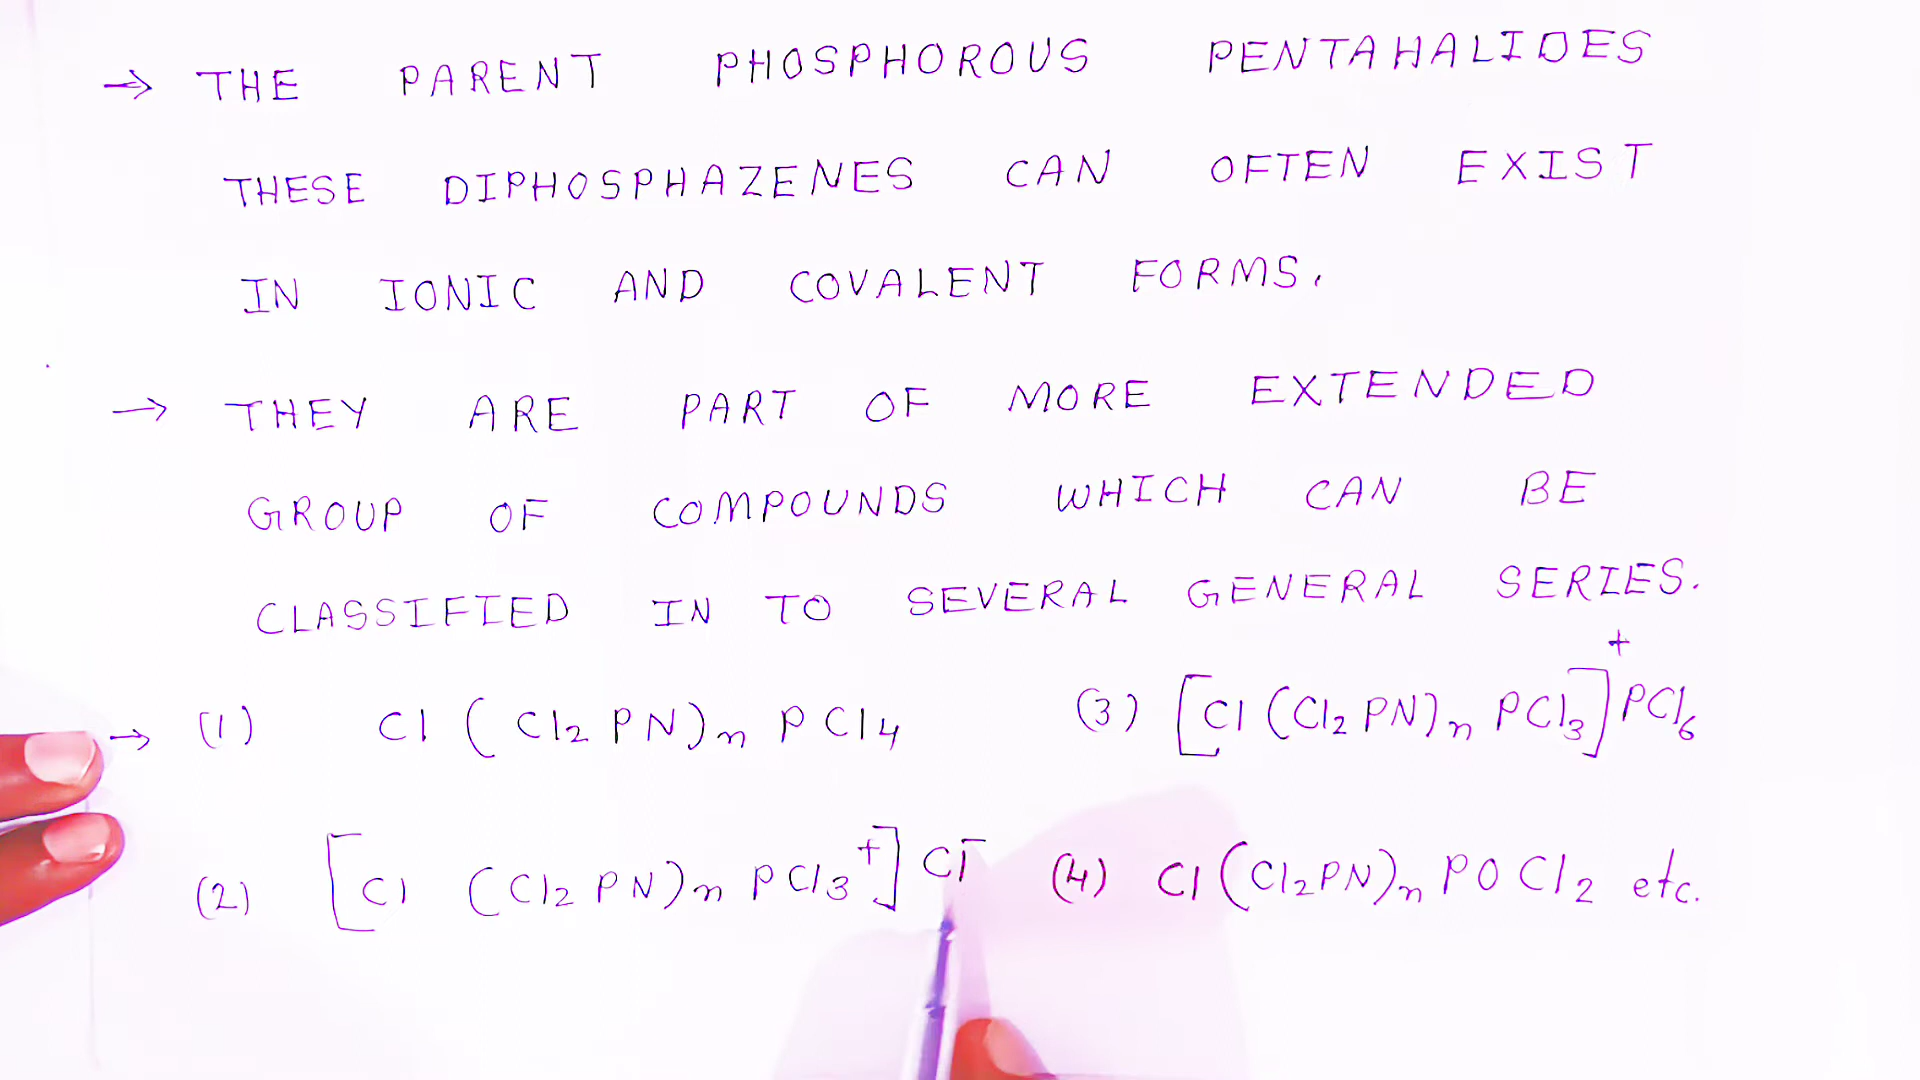 → THE PARENT PHOSPHOROUS PENTAHALIDES
THESE DIPHOSPHAZENES CAN OFTEN EXIST
IN IONIC AND COVALENT FORMS.
→ THEY ARE PART OF MORE EXTENDED
GROUP OF COMPOUNDS WHICH CAN BE
CLASSIFIED IN TO SEVERAL GENERAL SERIES.
→ (1) Cl (Cl₂ PN)ₙ PCl₄
(3) [Cl (Cl₂ PN)ₙ PCl₃]⁺ PCl₆
(2) [Cl (Cl₂ PN)ₙ PCl₃⁺] Cl⁻
(4) Cl (Cl₂PN)ₙ POCl₂ etc.